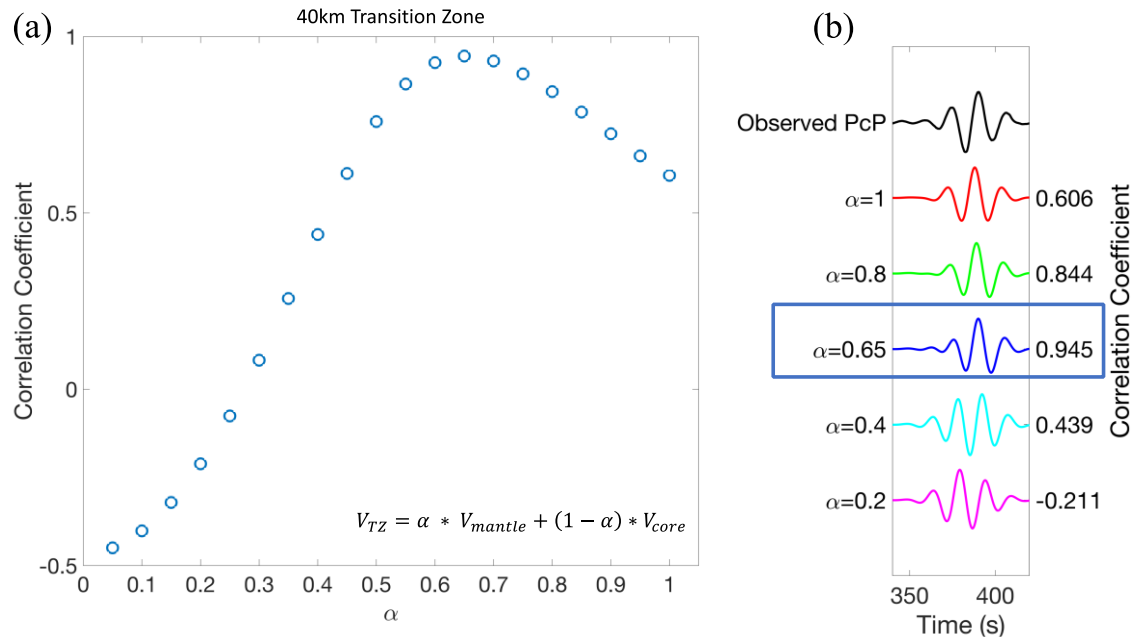 (a)
40km Transition Zone
Correlation Coefficient
1
0.5
0
-0.5
0 0.1 0.2 0.3 0.4 0.5 0.6 0.7 0.8 0.9 1
α
V_TZ = α * V_mantle + (1 − α) * V_core
(b)
Observed PcP
α=1 0.606
α=0.8 0.844
α=0.65 0.945
α=0.4 0.439
α=0.2 -0.211
Correlation Coefficient
350 400
Time (s)